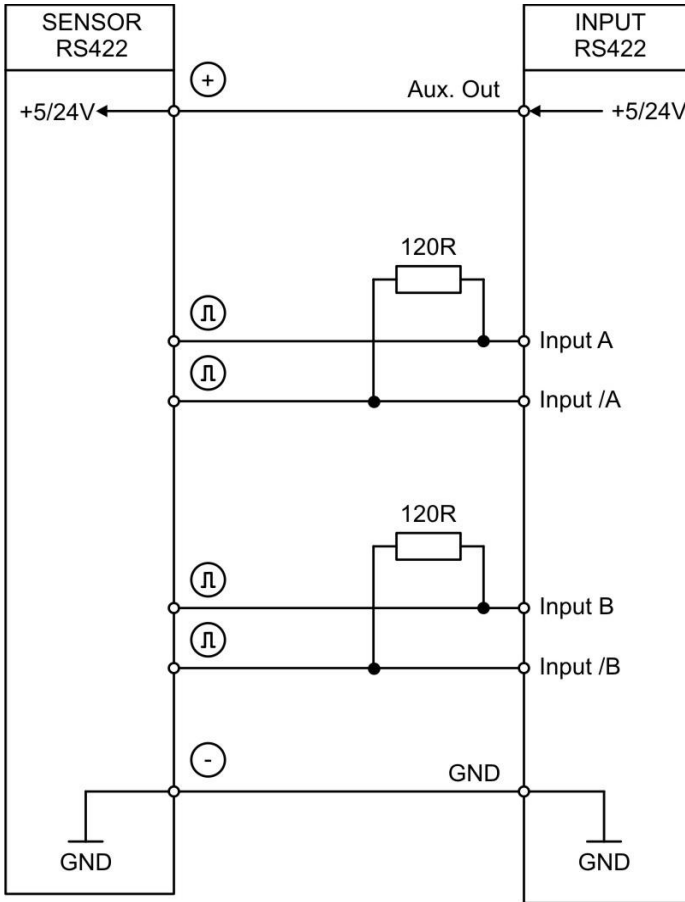 SENSOR
RS422
INPUT
RS422
+
Aux. Out
+5/24V
+5/24V
120R
Input A
Input /A
120R
Input B
Input /B
-
GND
GND
GND